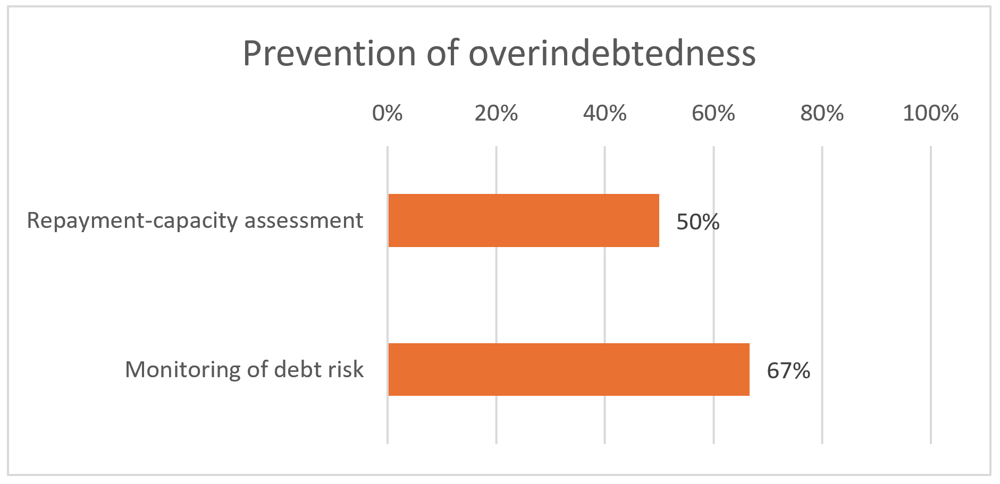 Prevention of overindebtedness
0% 20% 40% 60% 80% 100%
Repayment-capacity assessment 50%
Monitoring of debt risk 67%